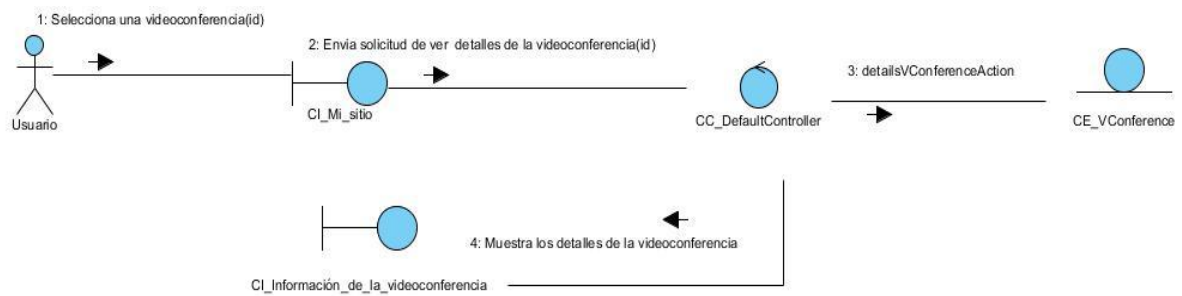 1: Selecciona una videoconferencia(id)
2: Envia solicitud de ver detalles de la videoconferencia(id)
3: detailsVConferenceAction
Usuario
CI_Mi_sitio
CC_DefaultController
CE_VConference
4: Muestra los detalles de la videoconferencia
CI_Información_de_la_videoconferencia